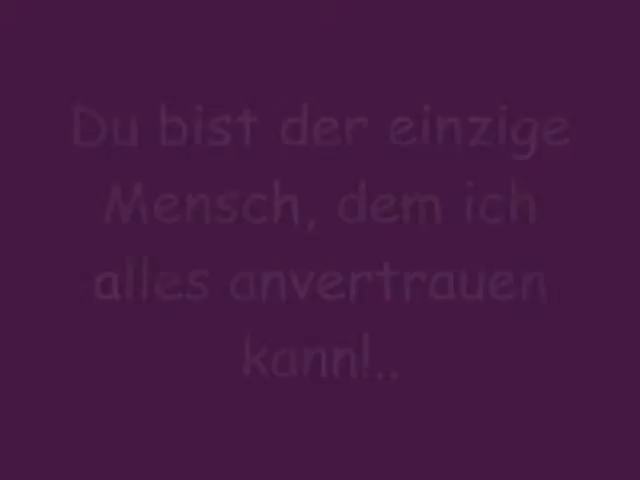 Du bist der einzige
Mensch, dem ich
alles anvertrauen
kann!..